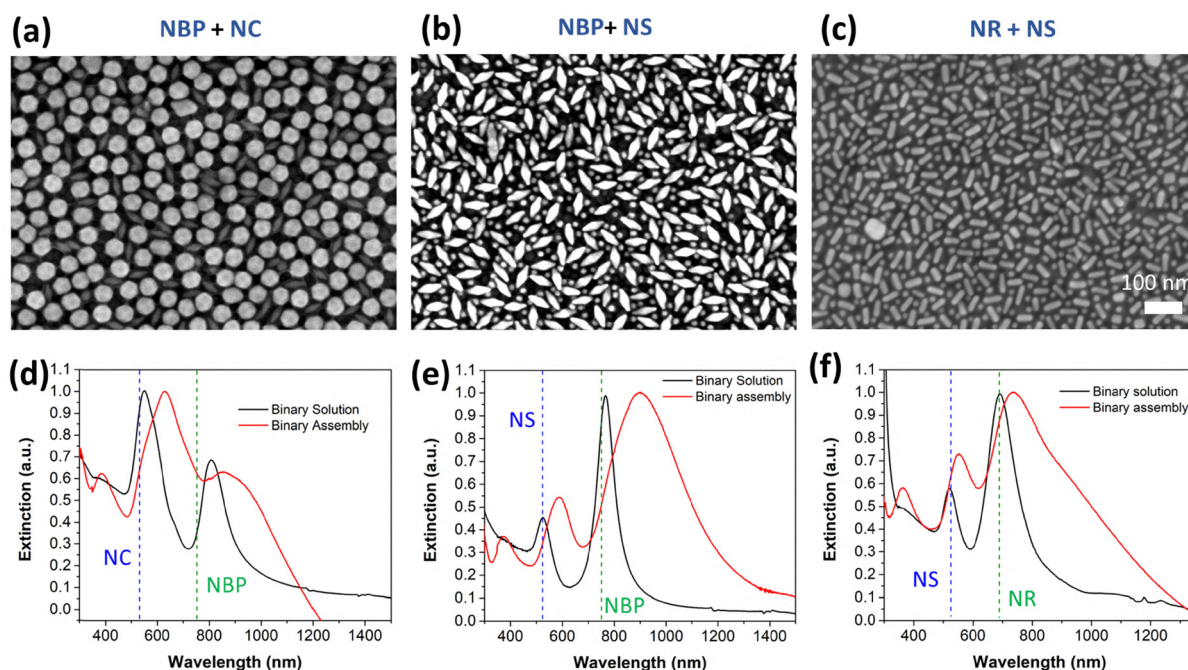 (a) NBP + NC
(b) NBP+ NS
(c) NR + NS
100 nm
(d)
1.1
1.0
0.9
0.8
0.7
0.6
0.5
0.4
0.3
0.2
0.1
0.0
Extinction (a.u.)
Binary Solution
Binary Assembly
NC
NBP
400 600 800 1000 1200 1400
Wavelength (nm)
(e)
1.1
1.0
0.9
0.8
0.7
0.6
0.5
0.4
0.3
0.2
0.1
0.0
Extinction (a.u.)
Binary Solution
Binary assembly
NS
NBP
400 600 800 1000 1200 1400
Wavelength (nm)
(f)
1.1
1.0
0.9
0.8
0.7
0.6
0.5
0.4
0.3
0.2
0.1
0.0
Extinction (a.u.)
Binary solution
Binary assembly
NS
NR
400 600 800 1000 1200
Wavelength (nm)